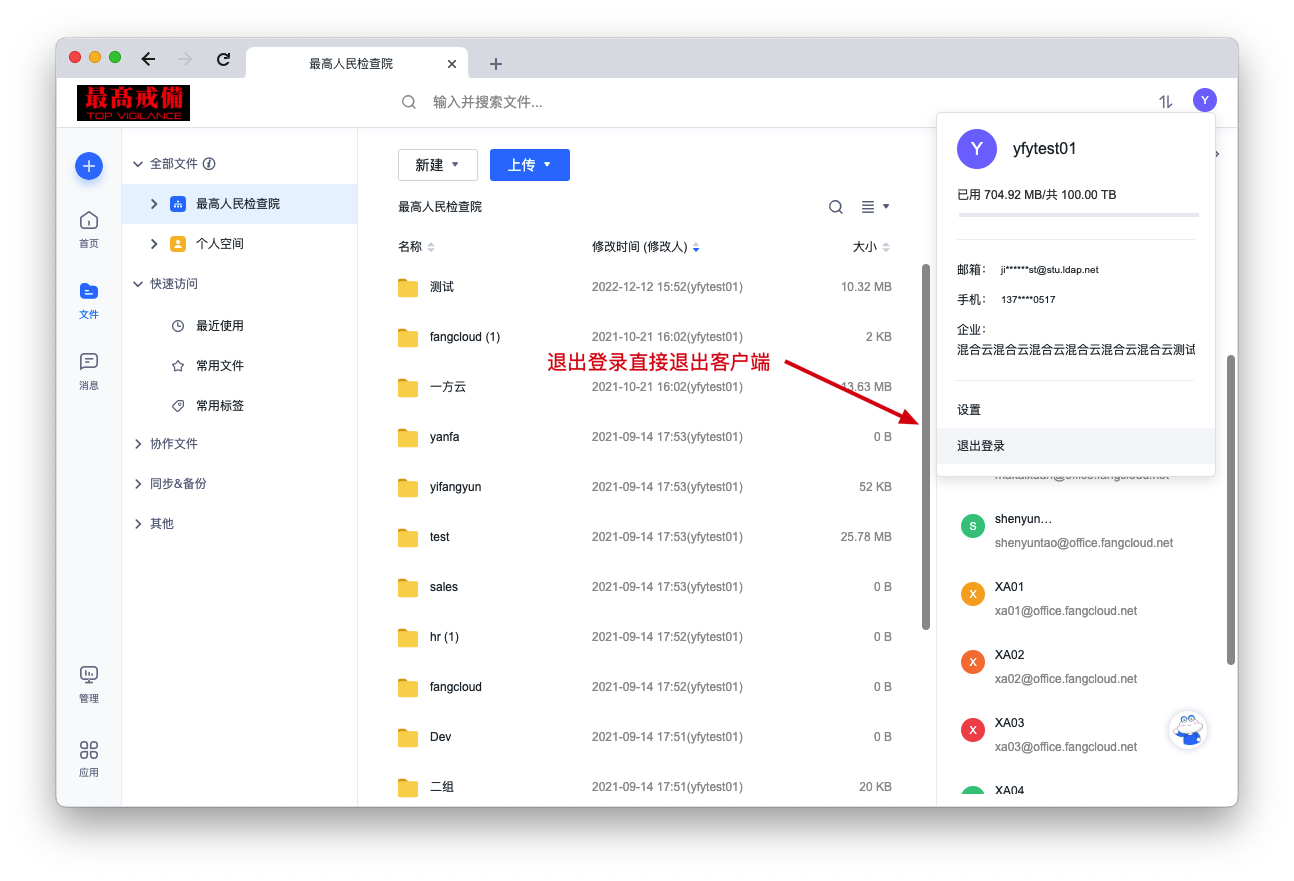 最高人民检查院
最高戒備
TOP VIGILANCE
输入并搜索文件...
Y
首页
文件
消息
管理
应用
全部文件
最高人民检查院
个人空间
快速访问
最近使用
常用文件
常用标签
协作文件
同步&备份
其他
新建
上传
最高人民检查院
名称 修改时间 (修改人) 大小
测试 2022-12-12 15:52(yfytest01) 10.32 MB
fangcloud (1) 2021-10-21 16:02(yfytest01) 2 KB
退出登录直接退出客户端
一方云 2021-10-21 16:02(yfytest01) 13.63 MB
yanfa 2021-09-14 17:53(yfytest01) 0 B
yifangyun 2021-09-14 17:53(yfytest01) 52 KB
test 2021-09-14 17:53(yfytest01) 25.78 MB
sales 2021-09-14 17:53(yfytest01) 0 B
hr (1) 2021-09-14 17:52(yfytest01) 0 B
fangcloud 2021-09-14 17:52(yfytest01) 0 B
Dev 2021-09-14 17:51(yfytest01) 0 B
二组 2021-09-14 17:51(yfytest01) 20 KB
Y yfytest01
已用 704.92 MB/共 100.00 TB
邮箱： ji******st@stu.ldap.net
手机： 137****0517
企业：
混合云混合云混合云混合云混合云混合云测试
设置
退出登录
S shenyun…
shenyuntao@office.fangcloud.net
X XA01
xa01@office.fangcloud.net
X XA02
xa02@office.fangcloud.net
X XA03
xa03@office.fangcloud.net
XA04